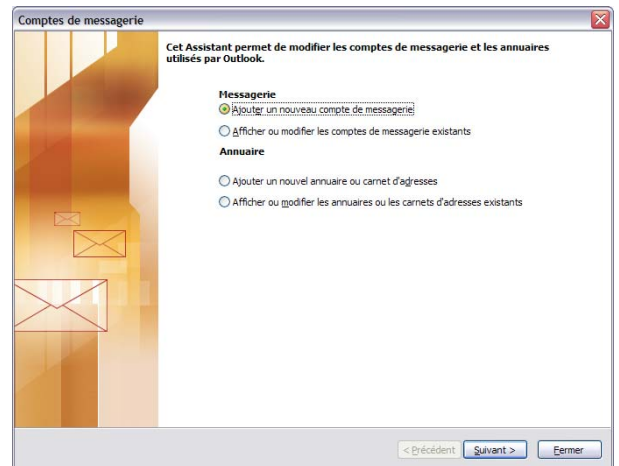 Comptes de messagerie
Cet Assistant permet de modifier les comptes de messagerie et les annuaires
utilisés par Outlook.
Messagerie
Ajouter un nouveau compte de messagerie
Afficher ou modifier les comptes de messagerie existants
Annuaire
Ajouter un nouvel annuaire ou carnet d'adresses
Afficher ou modifier les annuaires ou les carnets d'adresses existants
< Précédent Suivant > Fermer